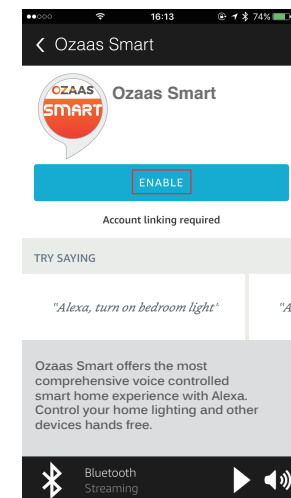 16:13 74%
Ozaas Smart
OZAAS
SMART
Ozaas Smart
ENABLE
Account linking required
TRY SAYING
"Alexa, turn on bedroom light" "A
Ozaas Smart offers the most
comprehensive voice controlled
smart home experience with Alexa.
Control your home lighting and other
devices hands free.
Bluetooth
Streaming